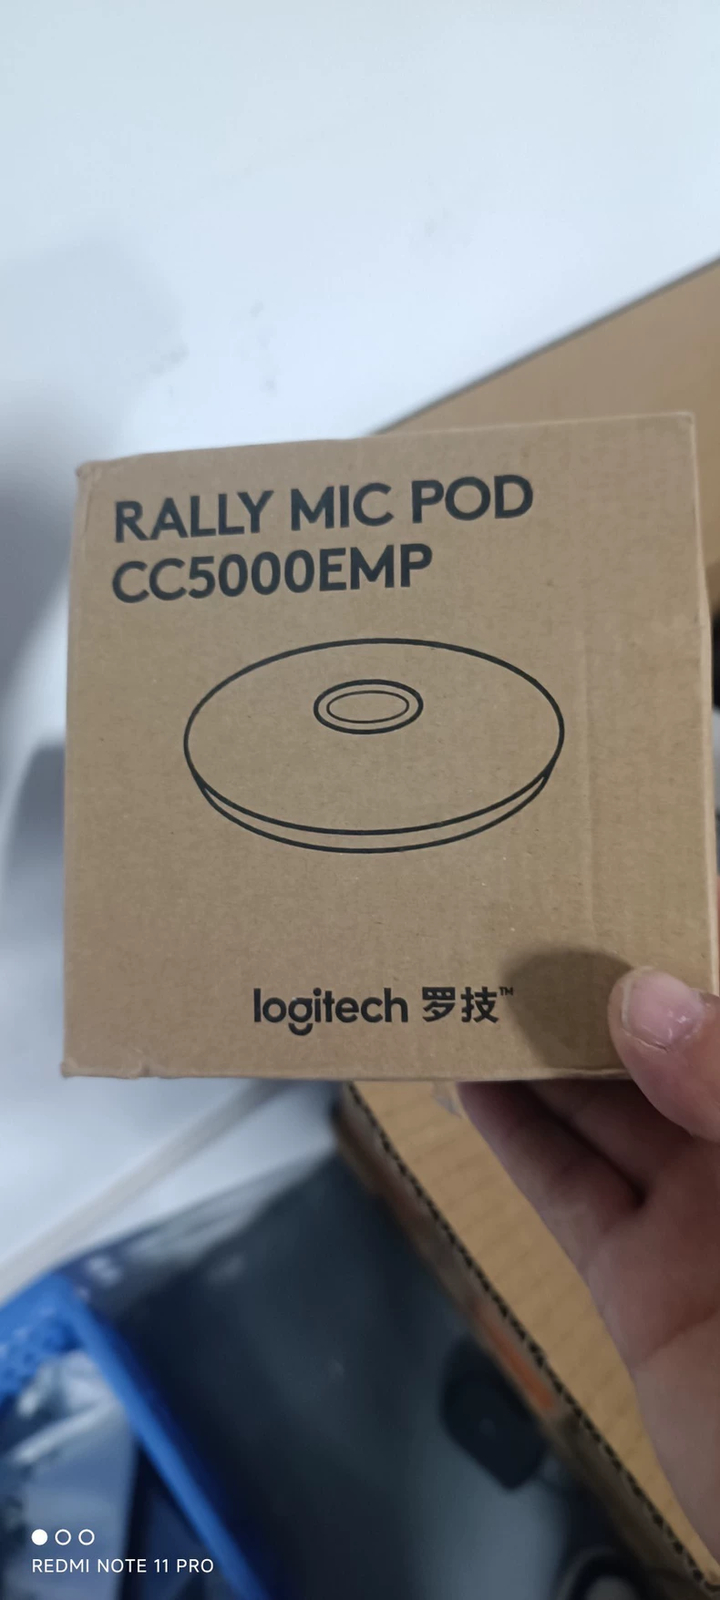 RALLY MIC POD
CC5000EMP
logitech 罗技™
REDMI NOTE 11 PRO